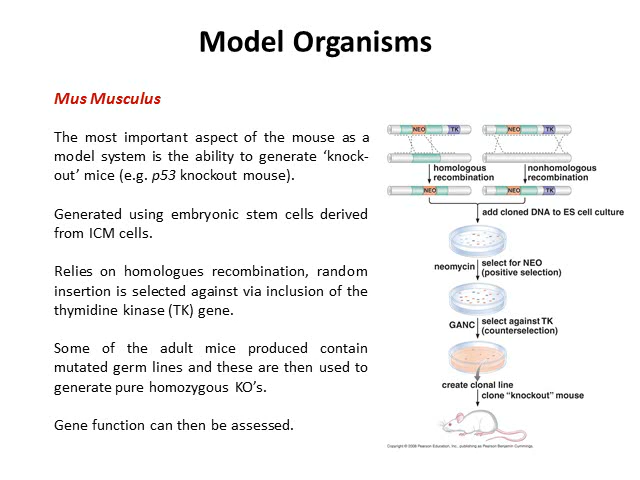 Model Organisms
Mus Musculus
The most important aspect of the mouse as a
model system is the ability to generate ‘knock-
out’ mice (e.g. p53 knockout mouse).
Generated using embryonic stem cells derived
from ICM cells.
Relies on homologues recombination, random
insertion is selected against via inclusion of the
thymidine kinase (TK) gene.
Some of the adult mice produced contain
mutated germ lines and these are then used to
generate pure homozygous KO’s.
Gene function can then be assessed.
NEO TK
NEO TK
homologous
recombination
nonhomologous
recombination
NEO
NEO TK
add cloned DNA to ES cell culture
neomycin
select for NEO
(positive selection)
GANC
select against TK
(counterselection)
create clonal line
clone “knockout” mouse
Copyright © 2008 Pearson Education, Inc., publishing as Pearson Benjamin Cummings.